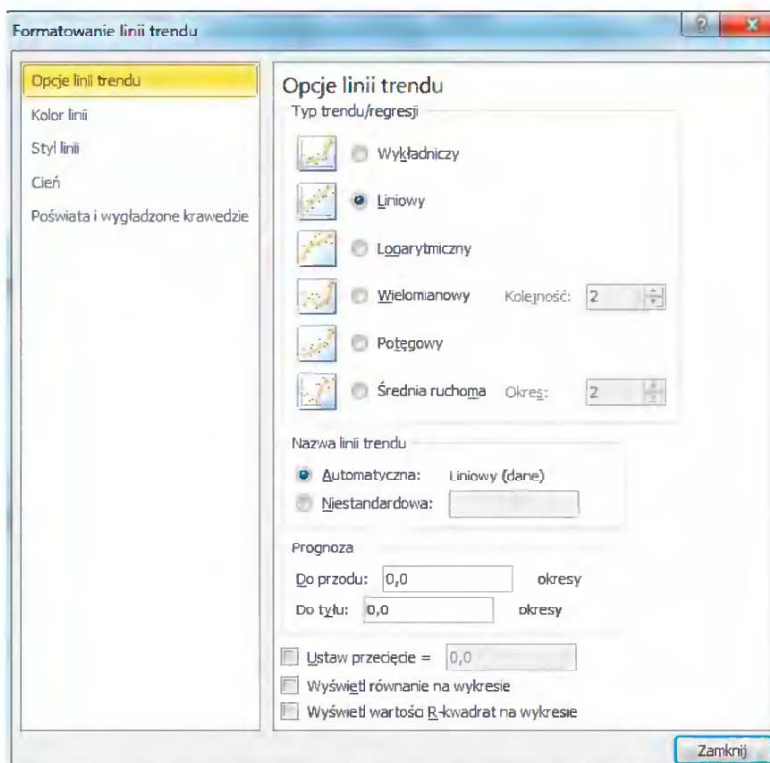 Formatowanie linii trendu
Opcje linii trendu
Kolor linii
Styl linii
Cień
Poświata i wygładzone krawedzie
Opcje linii trendu
Typ trendu/regresji
Wykładniczy
Liniowy
Logarytmiczny
Wielomianowy Kolejność: 2
Potęgowy
Średnia ruchoma Okres: 2
Nazwa linii trendu
Automatyczna: Liniowy (dane)
Niestandardowa:
Prognoza
Do przodu: 0,0 okresy
Do tyłu: 0,0 okresy
Ustaw przecięcie = 0,0
Wyświetl równanie na wykresie
Wyświetl wartości R-kwadrat na wykresie
Zamknij